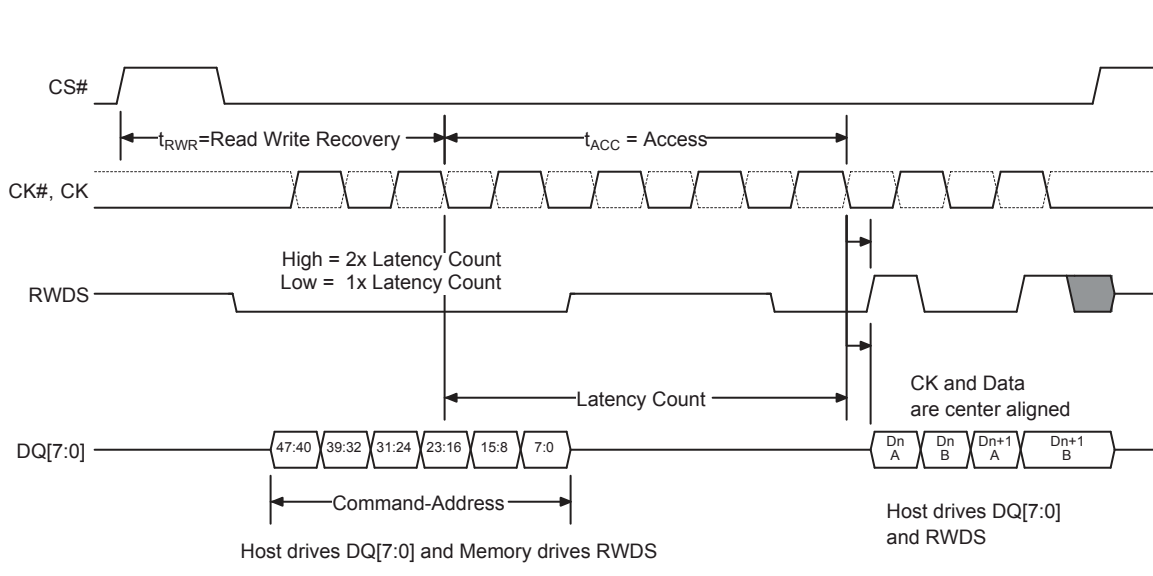 CS#
tRWR=Read Write Recovery
tACC = Access
CK#, CK
High = 2x Latency Count
Low = 1x Latency Count
RWDS
Latency Count
CK and Data
are center aligned
DQ[7:0]
47:40 39:32 31:24 23:16 15:8 7:0
Dn Dn Dn+1 Dn+1
A B A B
Command-Address
Host drives DQ[7:0]
and RWDS
Host drives DQ[7:0] and Memory drives RWDS